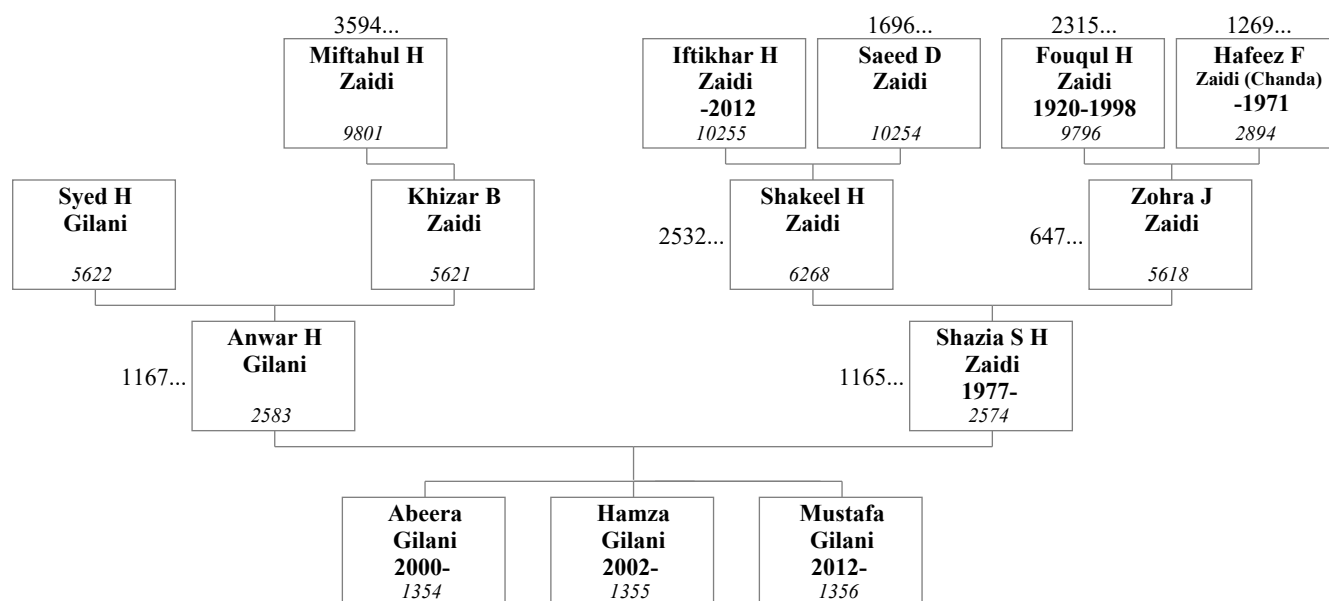 3594...
1696...
2315...
1269...
Miftahul H
Zaidi
9801
Iftikhar H
Zaidi
-2012
10255
Saeed D
Zaidi
10254
Fouqul H
Zaidi
1920-1998
9796
Hafeez F
Zaidi (Chanda)
-1971
2894
Syed H
Gilani
5622
Khizar B
Zaidi
5621
2532...
Shakeel H
Zaidi
6268
647...
Zohra J
Zaidi
5618
1167...
Anwar H
Gilani
2583
1165...
Shazia S H
Zaidi
1977-
2574
Abeera
Gilani
2000-
1354
Hamza
Gilani
2002-
1355
Mustafa
Gilani
2012-
1356